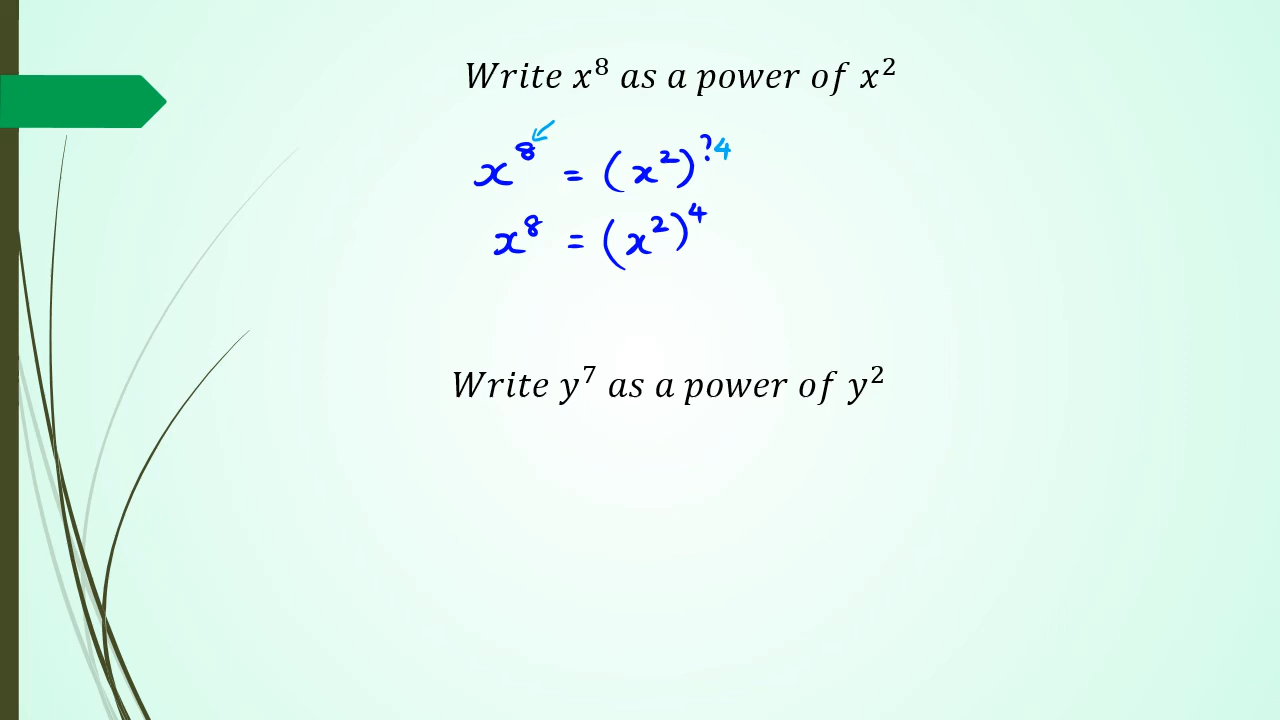 Write x⁸ as a power of x²
x⁸ = (x²)^?4
x⁸ = (x²)⁴
Write y⁷ as a power of y²